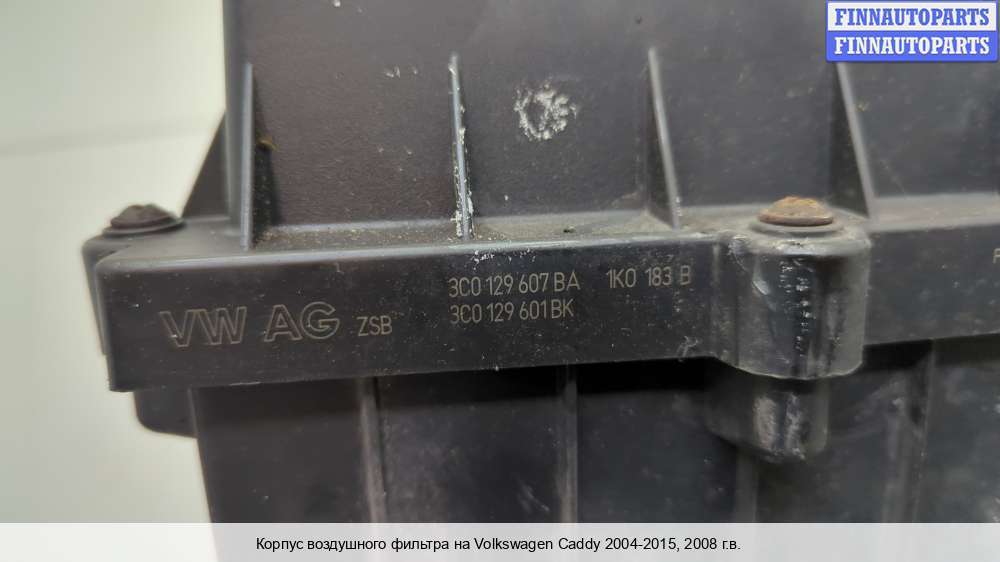 FINNAUTOPARTS
FINNAUTOPARTS
3C0 129 607 BA 1K0 183 B
VW AG ZSB 3C0 129 601 BK
Корпус воздушного фильтра на Volkswagen Caddy 2004-2015, 2008 г.в.